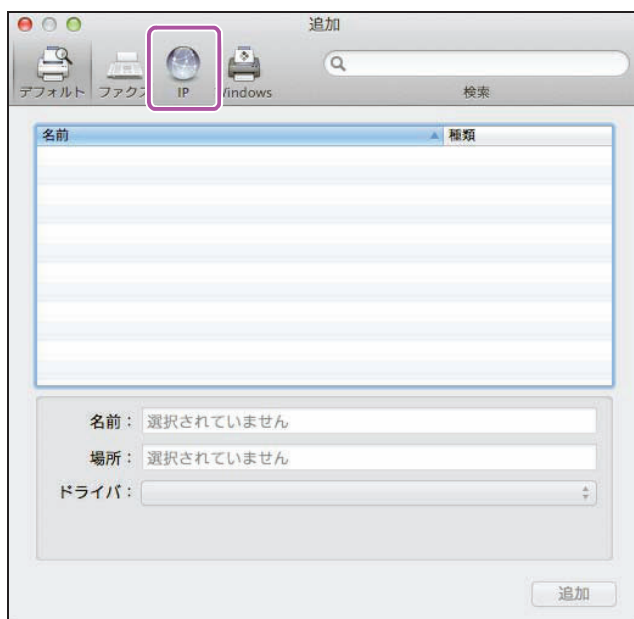 追加
デフォルト ファクス IP Windows 検索
名前 種類
名前： 選択されていません
場所： 選択されていません
ドライバ：
追加